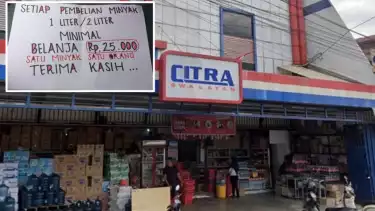 SETIAP PEMBELIAN MINYAK
1 LITER/2 LITER
MINIMAL
BELANJA Rp.25.000
SATU MINYAK SATU ORANG
TERIMA KASIH...
CITRA
SWALAYAN